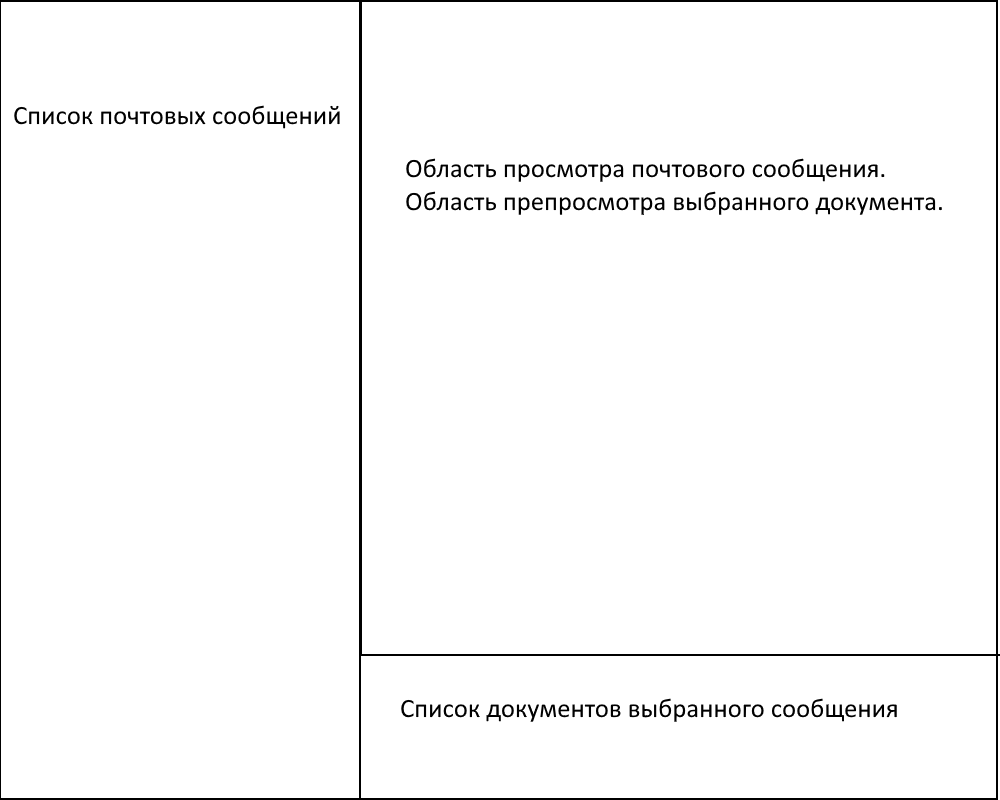 Список почтовых сообщений
Область просмотра почтового сообщения.
Область препросмотра выбранного документа.
Список документов выбранного сообщения